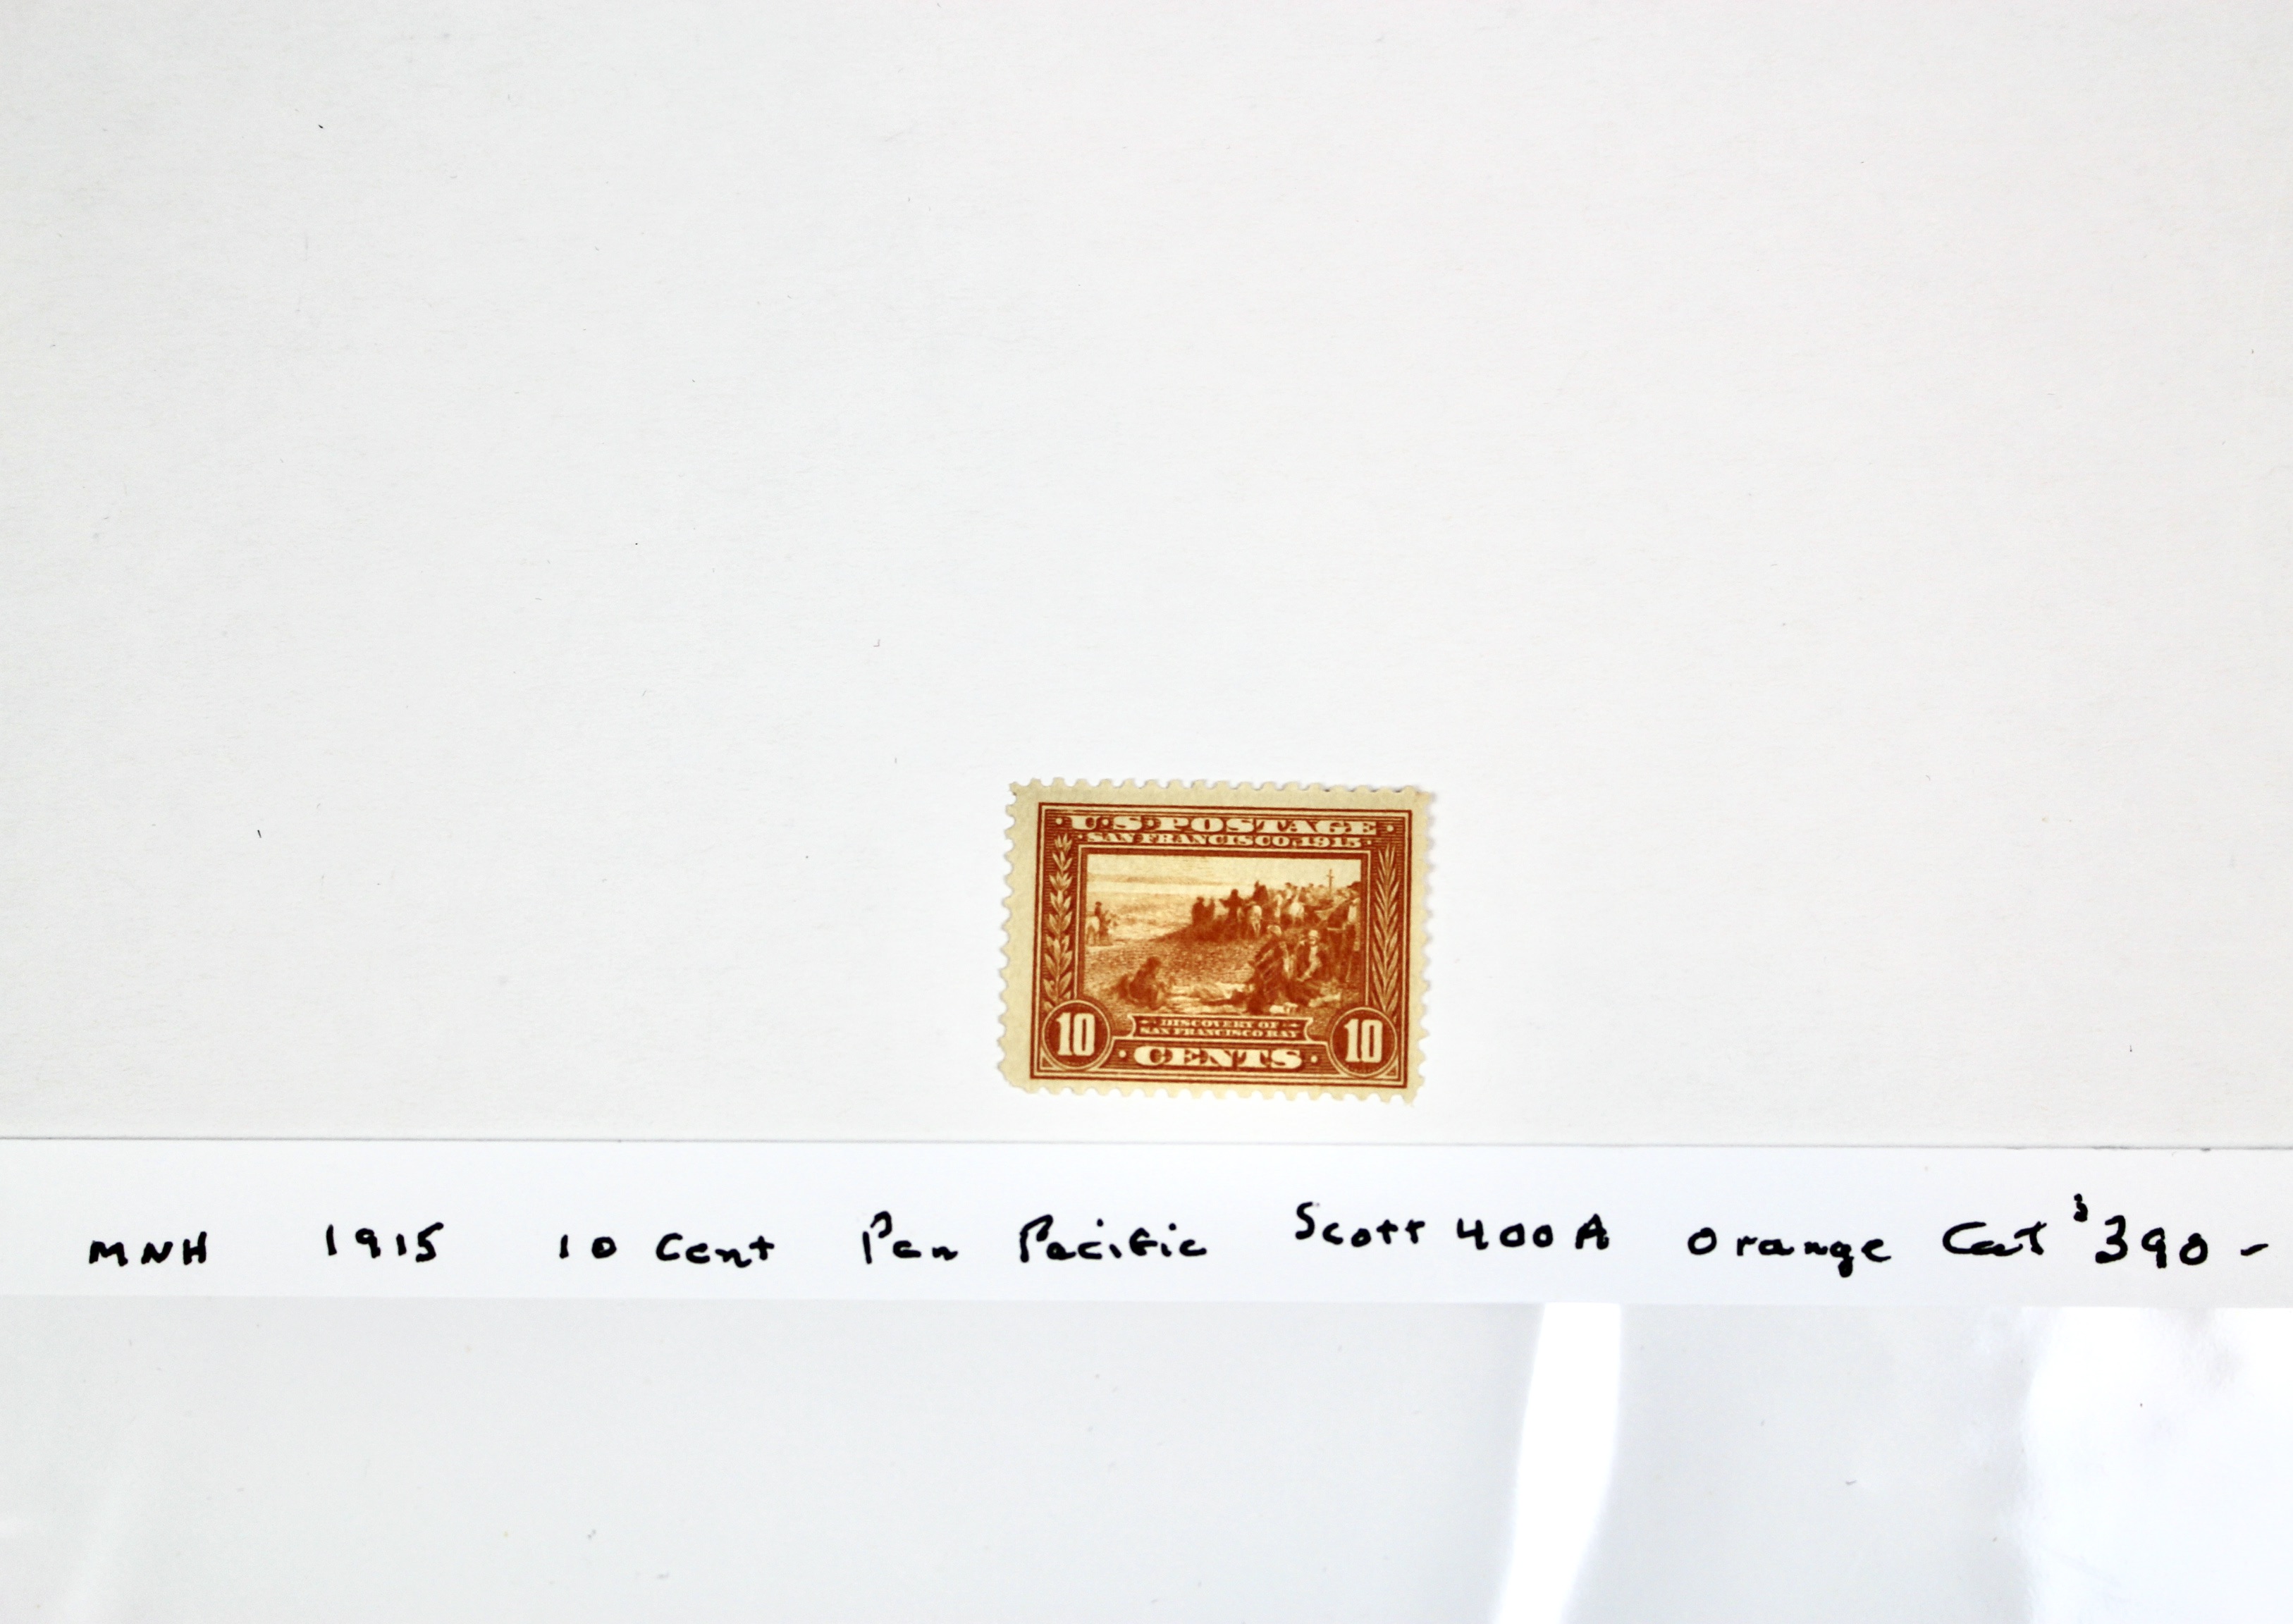 U·S·POSTAGE
SAN FRANCISCO·1915
10 DISCOVERY OF 10
SAN FRANCISCO BAY
·CENTS·
MNH 1915 10 Cent Pan Pacific Scott 400A Orange Cat $390-